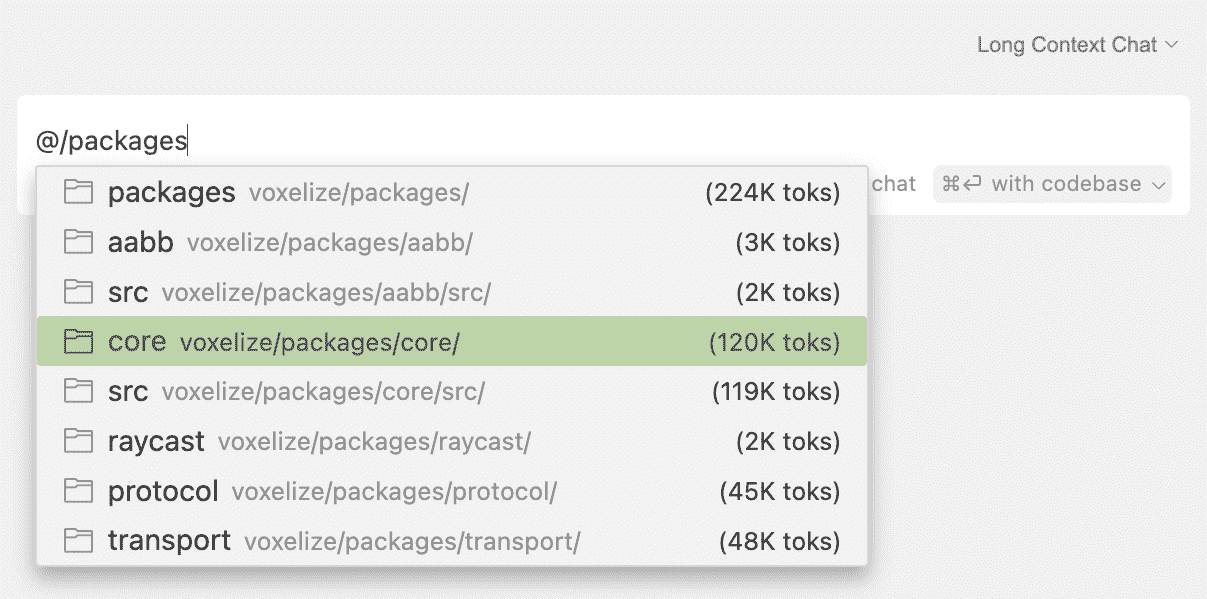 Long Context Chat
@/packages
chat ⌘⏎ with codebase
packages voxelize/packages/ (224K toks)
aabb voxelize/packages/aabb/ (3K toks)
src voxelize/packages/aabb/src/ (2K toks)
core voxelize/packages/core/ (120K toks)
src voxelize/packages/core/src/ (119K toks)
raycast voxelize/packages/raycast/ (2K toks)
protocol voxelize/packages/protocol/ (45K toks)
transport voxelize/packages/transport/ (48K toks)